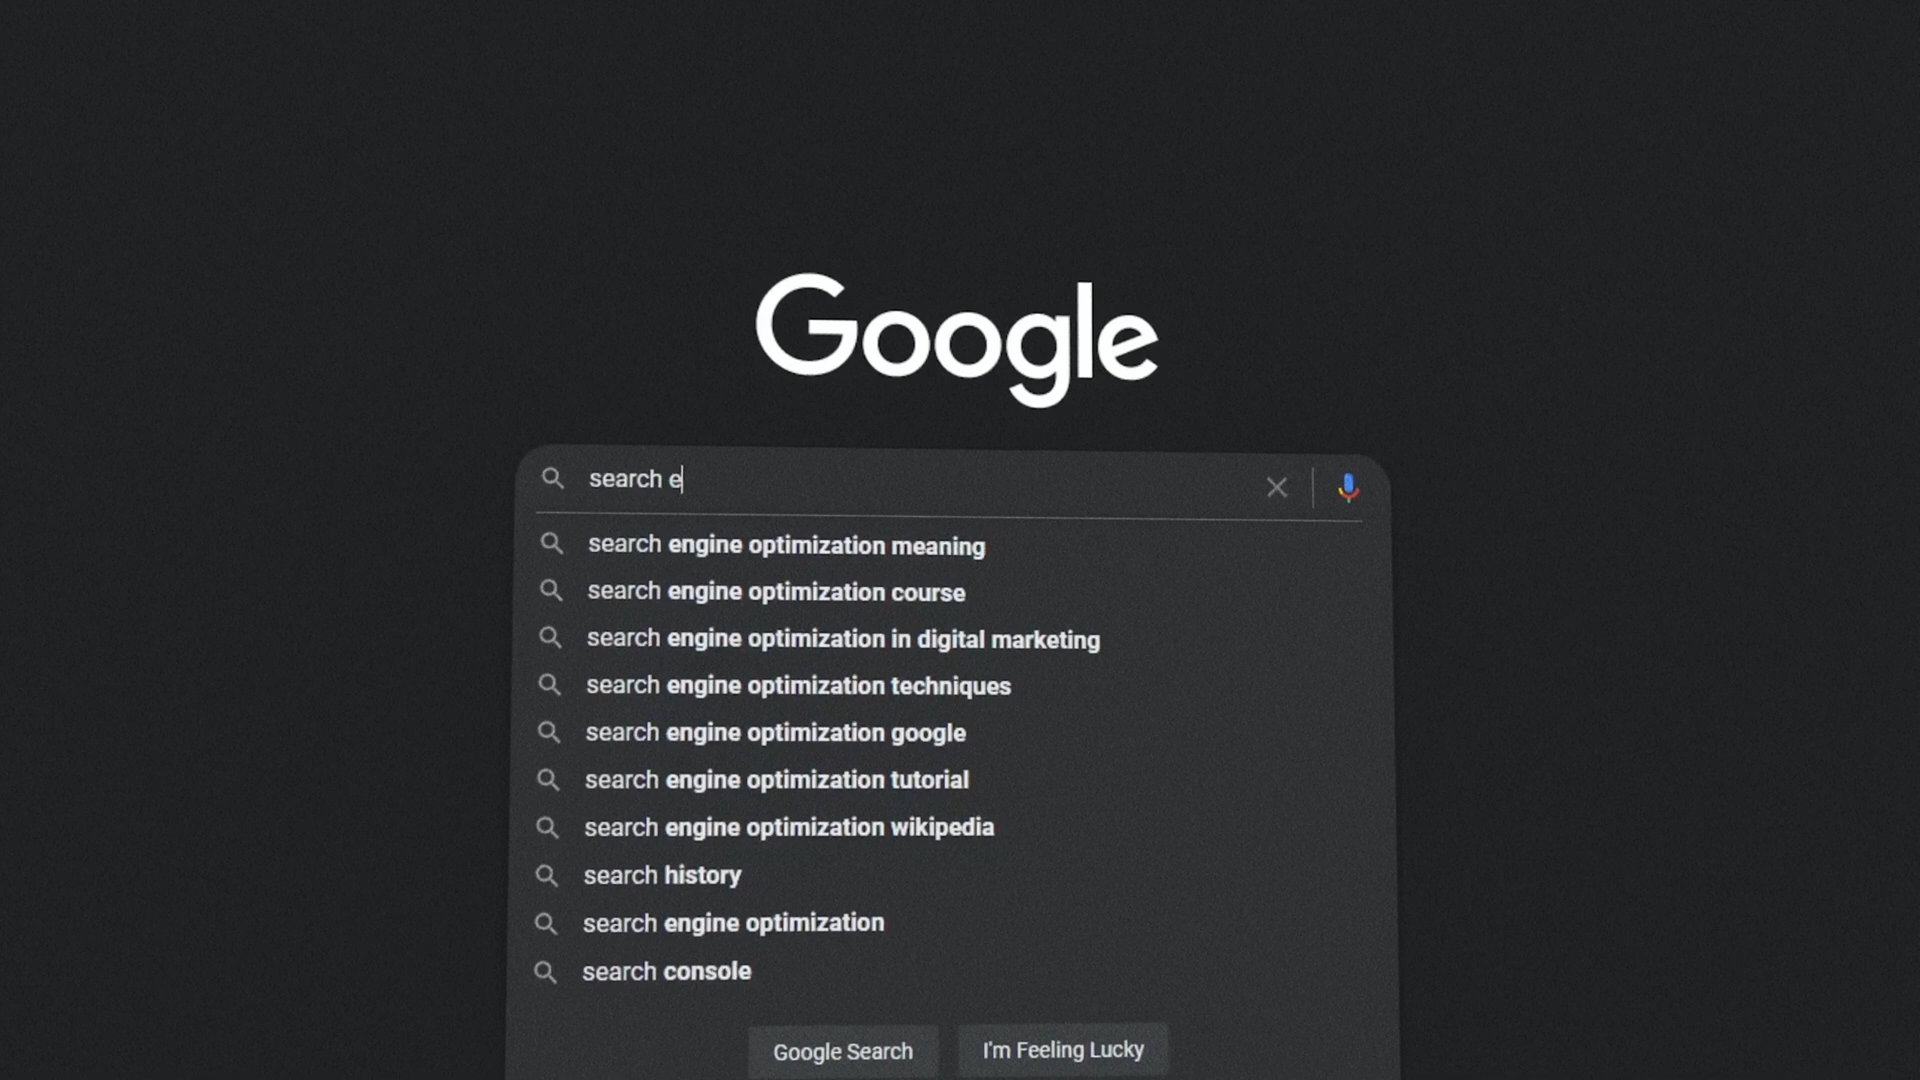 Google
search e
search engine optimization meaning
search engine optimization course
search engine optimization in digital marketing
search engine optimization techniques
search engine optimization google
search engine optimization tutorial
search engine optimization wikipedia
search history
search engine optimization
search console
Google Search
I'm Feeling Lucky